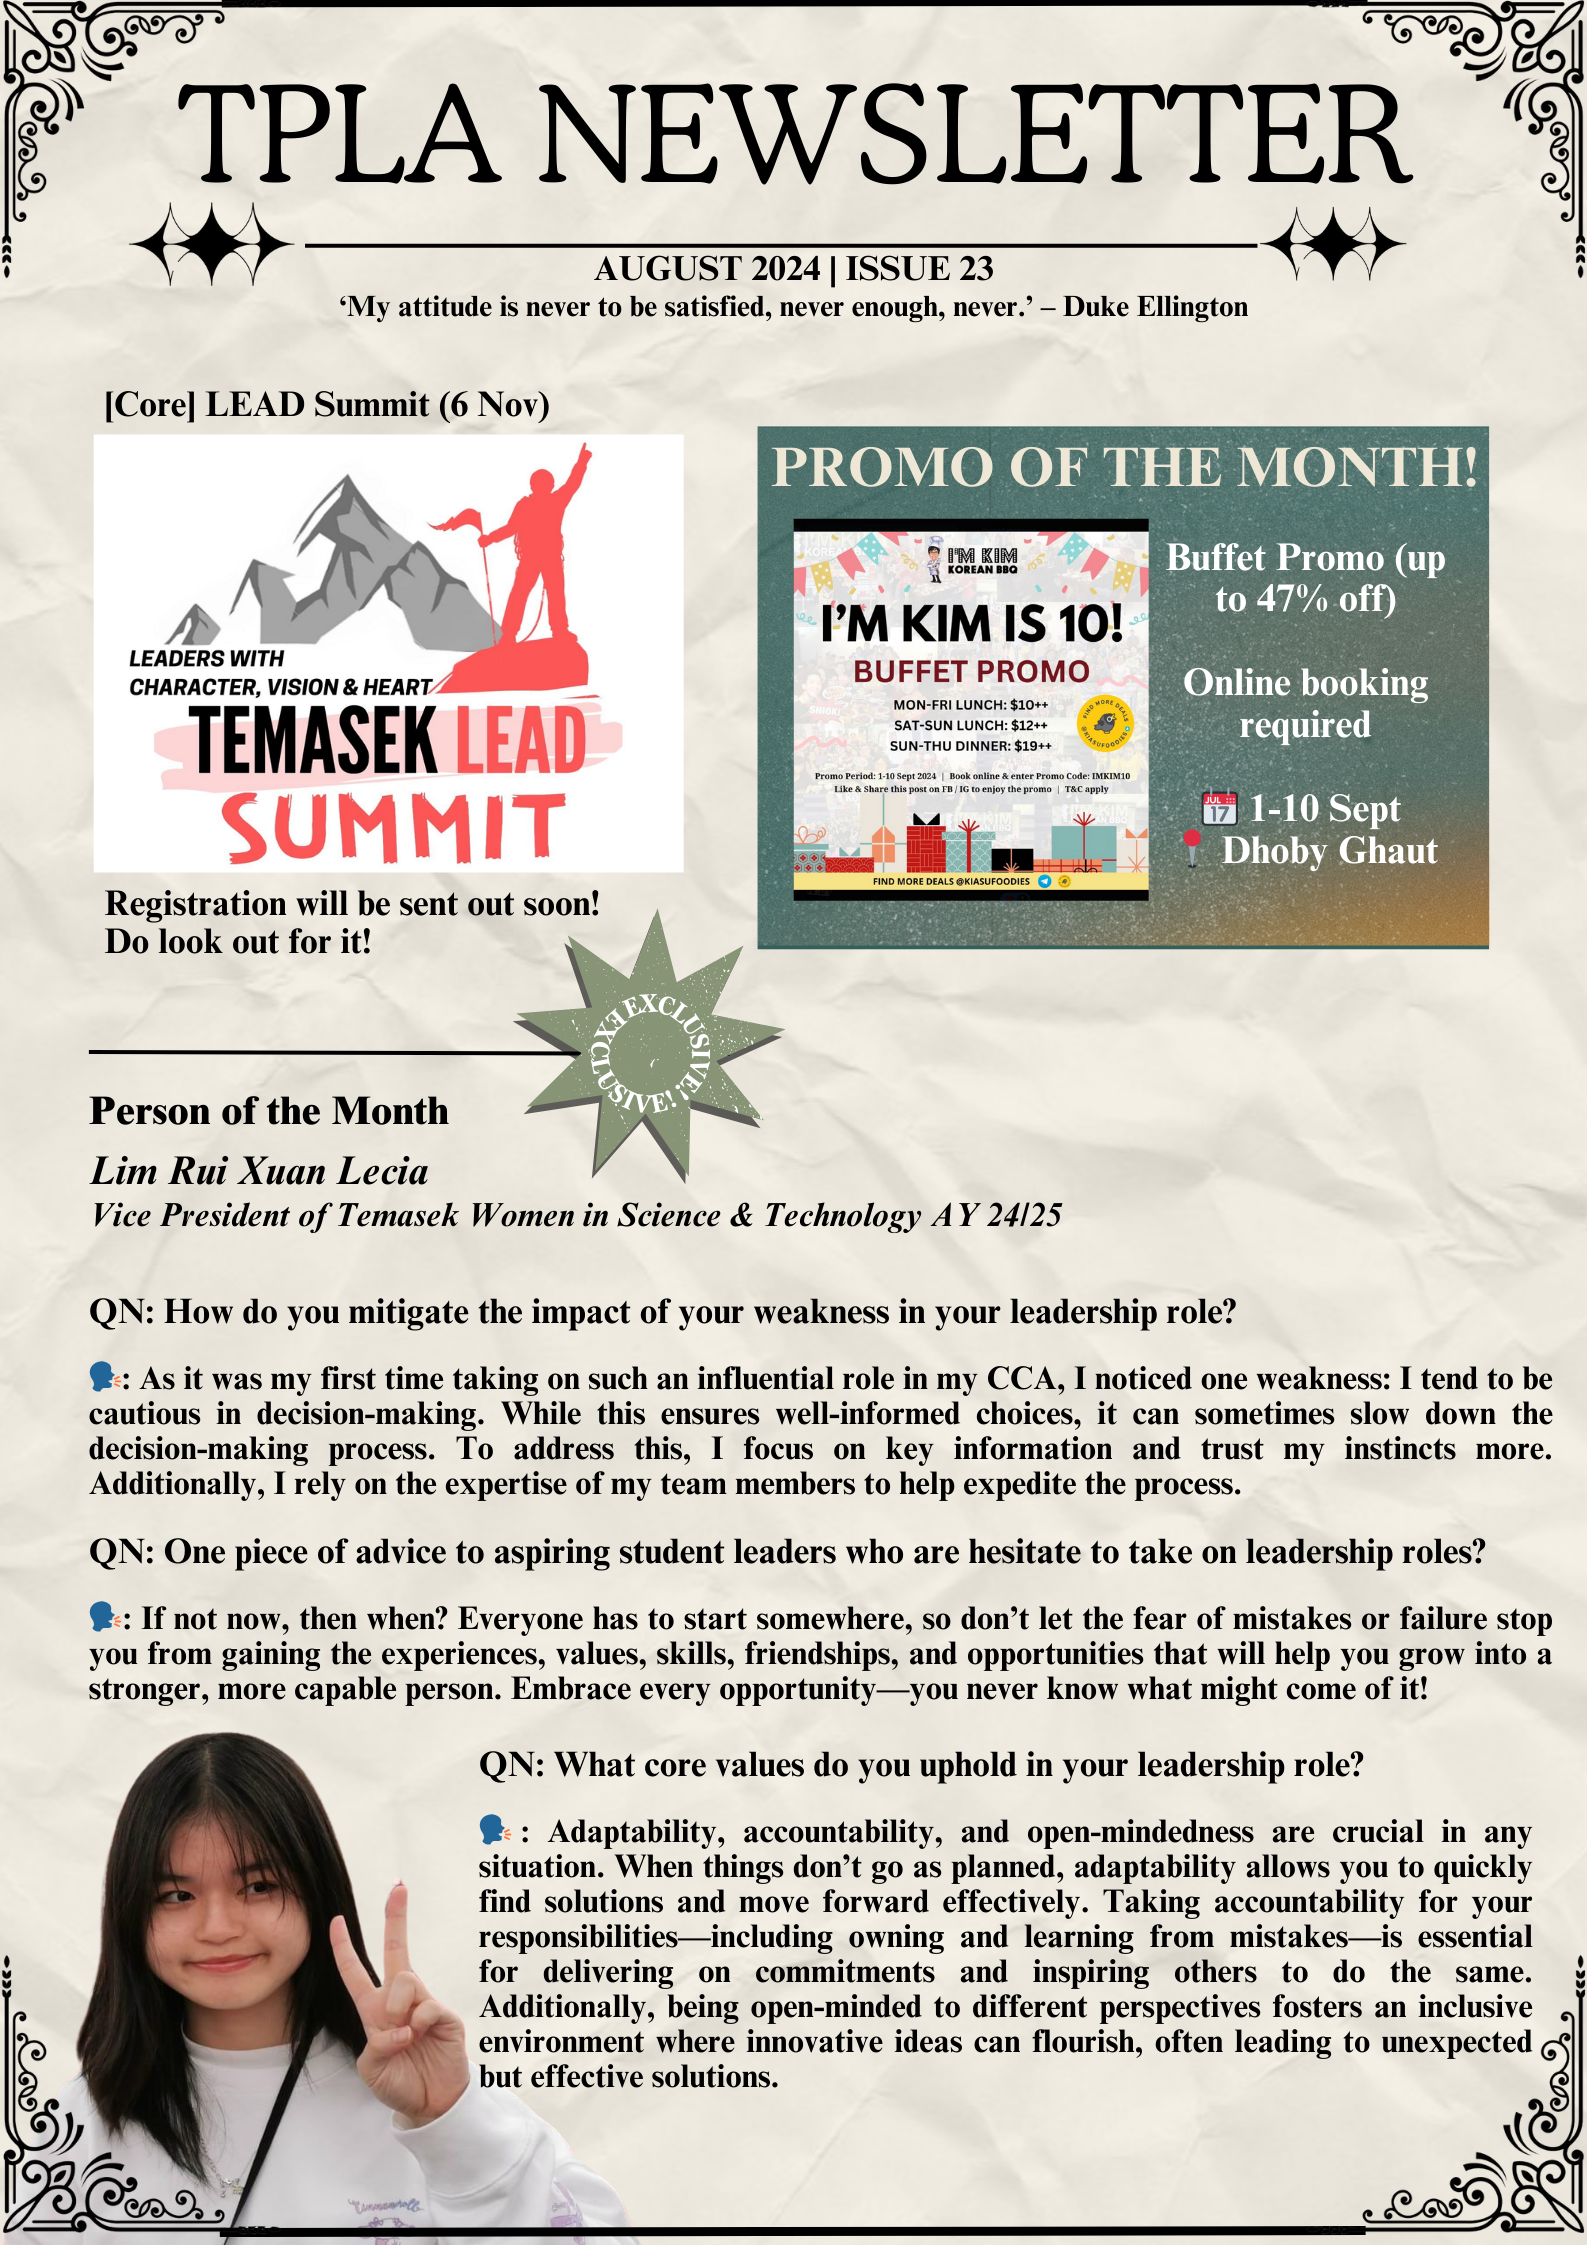 TPLA NEWSLETTER
AUGUST 2024 | ISSUE 23
‘My attitude is never to be satisfied, never enough, never.’ – Duke Ellington
[Core] LEAD Summit (6 Nov)
LEADERS WITH
CHARACTER, VISION & HEART
TEMASEK LEAD
SUMMIT
Registration will be sent out soon!
Do look out for it!
PROMO OF THE MONTH!
I'M KIM
KOREAN BBQ
I’M KIM IS 10!
BUFFET PROMO
MON-FRI LUNCH: $10++
SAT-SUN LUNCH: $12++
SUN-THU DINNER: $19++
FIND MORE DEALS
@KIASUFOODIES
Promo Period: 1-10 Sept 2024 | Book online & enter Promo Code: IMKIM10
Like & Share this post on FB / IG to enjoy the promo | T&C apply
FIND MORE DEALS @KIASUFOODIES
Buffet Promo (up
to 47% off)
Online booking
required
JUL
17
1-10 Sept
Dhoby Ghaut
EXCLUSIVE!
EXCLUSIVE!
Person of the Month
Lim Rui Xuan Lecia
Vice President of Temasek Women in Science & Technology AY 24/25
QN: How do you mitigate the impact of your weakness in your leadership role?
🗣: As it was my first time taking on such an influential role in my CCA, I noticed one weakness: I tend to be
cautious in decision-making. While this ensures well-informed choices, it can sometimes slow down the
decision-making process. To address this, I focus on key information and trust my instincts more.
Additionally, I rely on the expertise of my team members to help expedite the process.
QN: One piece of advice to aspiring student leaders who are hesitate to take on leadership roles?
🗣: If not now, then when? Everyone has to start somewhere, so don’t let the fear of mistakes or failure stop
you from gaining the experiences, values, skills, friendships, and opportunities that will help you grow into a
stronger, more capable person. Embrace every opportunity—you never know what might come of it!
QN: What core values do you uphold in your leadership role?
🗣: Adaptability, accountability, and open-mindedness are crucial in any
situation. When things don’t go as planned, adaptability allows you to quickly
find solutions and move forward effectively. Taking accountability for your
responsibilities—including owning and learning from mistakes—is essential
for delivering on commitments and inspiring others to do the same.
Additionally, being open-minded to different perspectives fosters an inclusive
environment where innovative ideas can flourish, often leading to unexpected
but effective solutions.